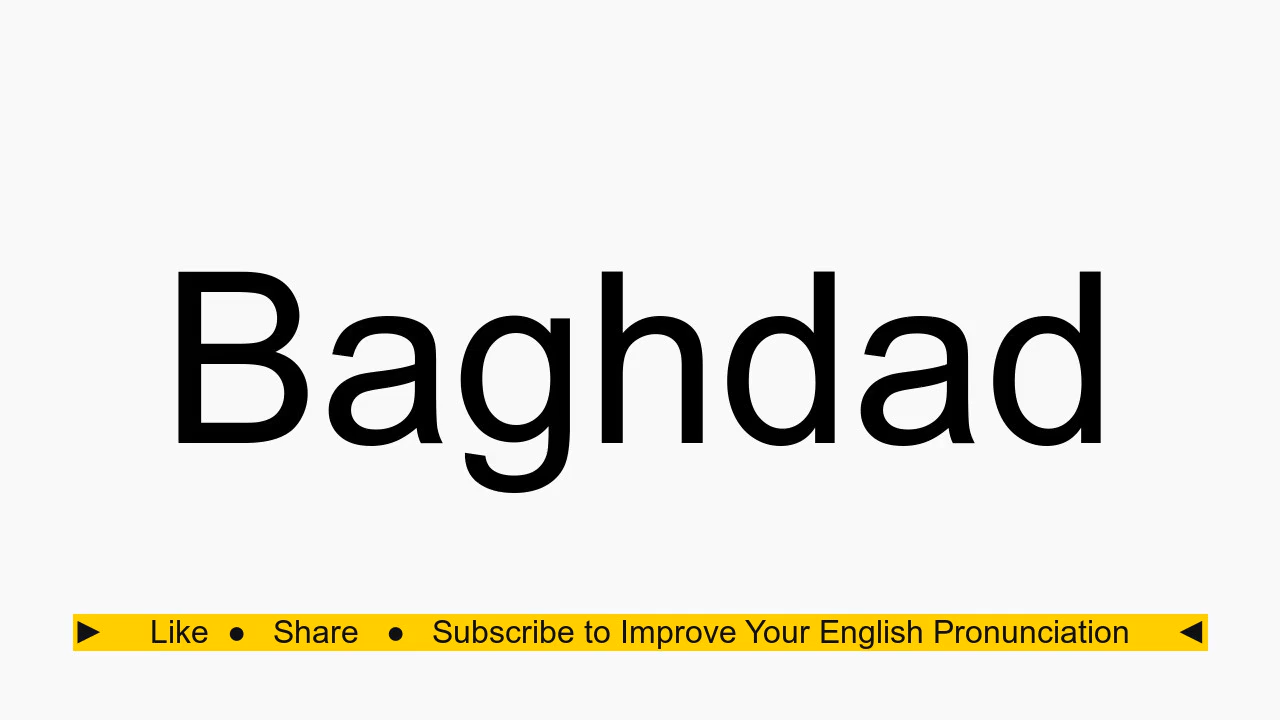 Baghdad
► Like ● Share ● Subscribe to Improve Your English Pronunciation ◄